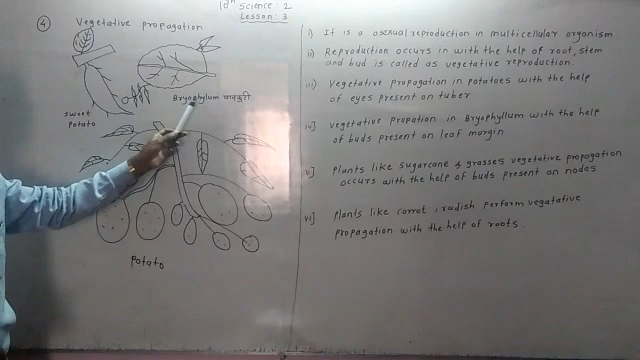 10th Science : 2
Lesson : 3
④ Vegetative propagation
Bryophylum पानफुटी.
sweet
potato
potato
i) It is a asexual reproduction in multicellular organism.
ii) Reproduction occurs in with the help of root, stem
and bud is called as vegetative reproduction.
iii) Vegetative propogation in potatoes with the help
of eyes present on tuber
iv] vegetative propation in Bryophyllum with the help
of buds present on leaf margin
v] plants like sugarcane & grasses vegetative propagation
occurs with the help of buds present on nodes
vi] plants like carrot, radish perform vegatative
propagation with the help of roots.